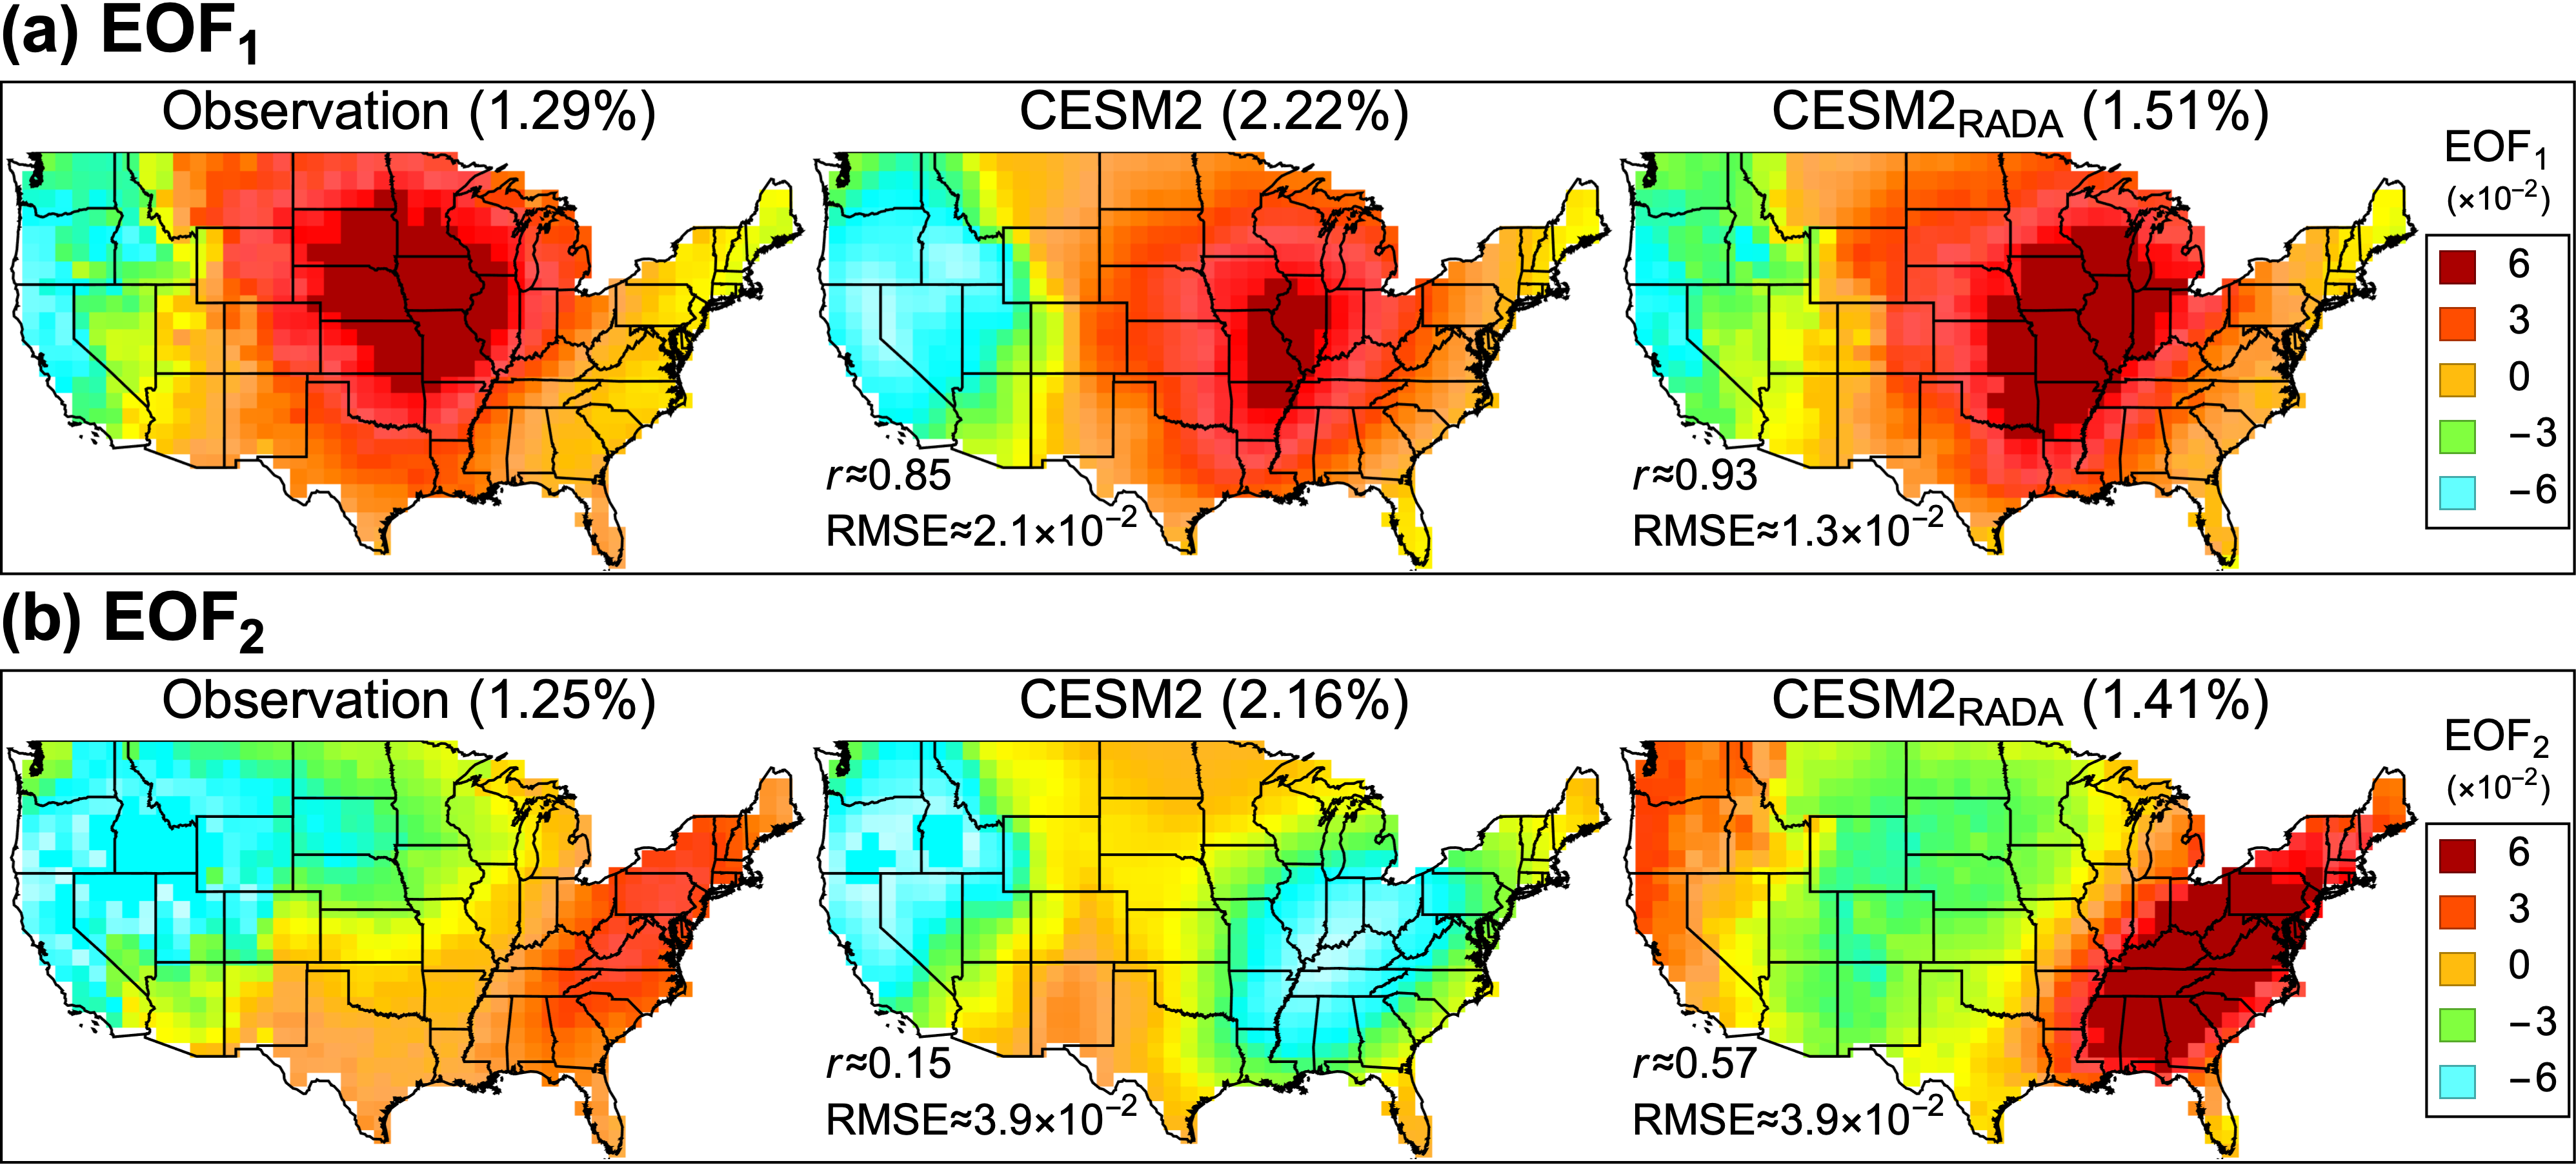 (a) EOF₁
Observation (1.29%)
CESM2 (2.22%)
CESM2RADA (1.51%)
EOF₁
(×10⁻²)
6
3
0
−3
−6
r≈0.85
RMSE≈2.1×10⁻²
r≈0.93
RMSE≈1.3×10⁻²
(b) EOF₂
Observation (1.25%)
CESM2 (2.16%)
CESM2RADA (1.41%)
EOF₂
(×10⁻²)
6
3
0
−3
−6
r≈0.15
RMSE≈3.9×10⁻²
r≈0.57
RMSE≈3.9×10⁻²